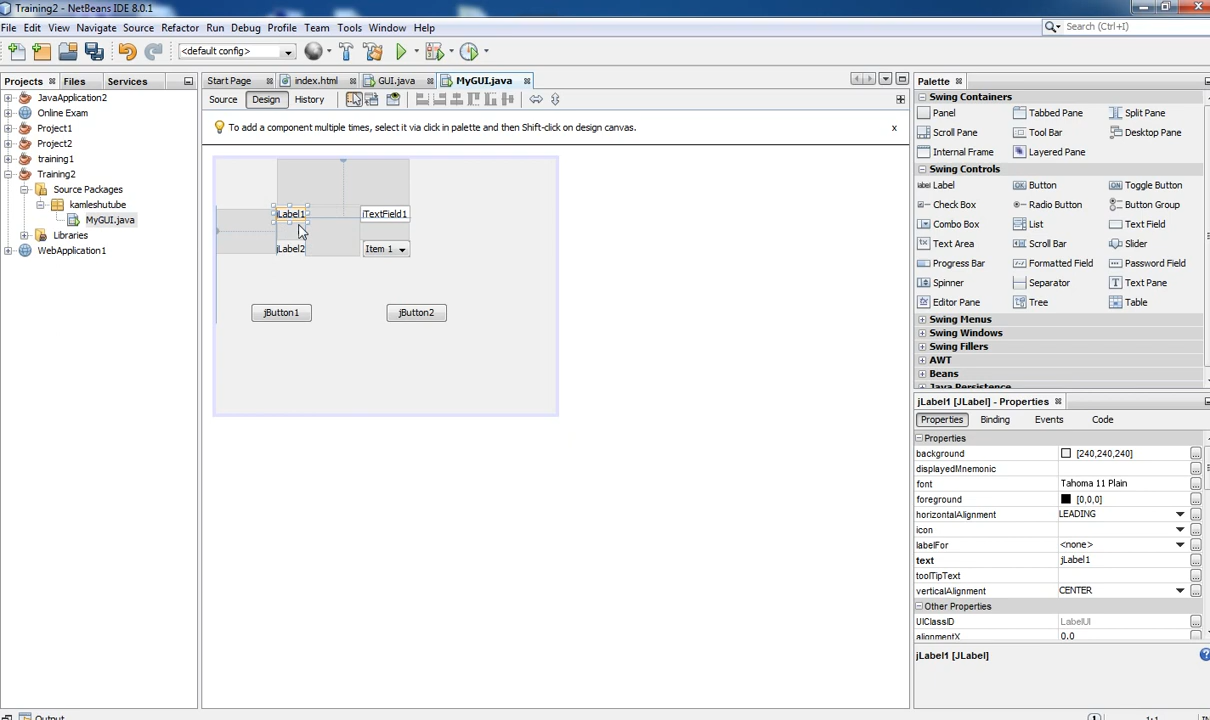 Training2 - NetBeans IDE 8.0.1
File Edit View Navigate Source Refactor Run Debug Profile Team Tools Window Help
Search (Ctrl+I)
<default config>
Projects Files Services
JavaApplication2
Online Exam
Project1
Project2
training1
Training2
Source Packages
kamleshutube
MyGUI.java
Libraries
WebApplication1
Start Page index.html GUI.java MyGUI.java
Source Design History
To add a component multiple times, select it via click in palette and then Shift-click on design canvas.
x
jLabel1 jTextField1
jLabel2 Item 1
jButton1 jButton2
Palette
Swing Containers
Panel Tabbed Pane Split Pane
Scroll Pane Tool Bar Desktop Pane
Internal Frame Layered Pane
Swing Controls
label Label OK Button OK Toggle Button
Check Box Radio Button Button Group
Combo Box List Text Field
Text Area Scroll Bar Slider
Progress Bar Formatted Field Password Field
Spinner Separator Text Pane
Editor Pane Tree Table
Swing Menus
Swing Windows
Swing Fillers
AWT
Beans
Java Persistence
jLabel1 [JLabel] - Properties
Properties Binding Events Code
Properties
background [240,240,240] ...
displayedMnemonic ...
font Tahoma 11 Plain ...
foreground [0,0,0] ...
horizontalAlignment LEADING ...
icon ...
labelFor <none> ...
text jLabel1 ...
toolTipText ...
verticalAlignment CENTER ...
Other Properties
UIClassID LabelUI ...
alignmentX 0.0 ...
jLabel1 [JLabel]
Output
1 1:1 IN